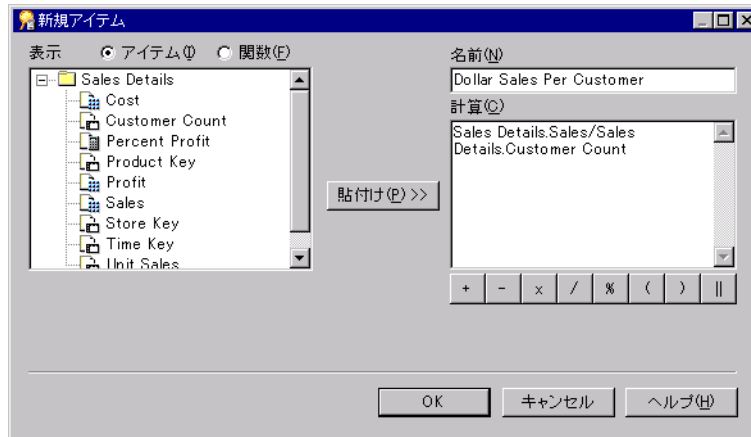 新規アイテム
表示 アイテム(I) 関数(F)
Sales Details
Cost
Customer Count
Percent Profit
Product Key
Profit
Sales
Store Key
Time Key
Unit Sales
貼付け(P) >>
名前(N)
Dollar Sales Per Customer
計算(C)
Sales Details.Sales/Sales
Details.Customer Count
+ - x / % ( ) ||
OK キャンセル ヘルプ(H)